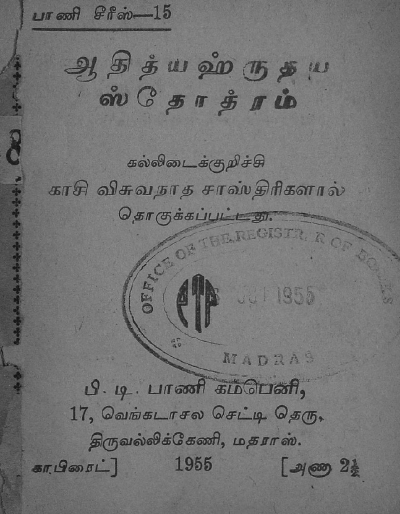 பாணி சீரீஸ்—15
ஆதித்யஹ்ருதய
ஸ்தோத்ரம்
கல்லிடைக்குறிச்சி
காசி விசுவநாத சாஸ்திரிகளால்
தொகுக்கப்பட்டது.
OFFICE OF THE REGISTRAR OF BOOKS
1955
MADRAS
பி. டி. பாணி கம்பெனி,
17, வெங்கடாசல செட்டி தெரு,
திருவல்லிக்கேணி, மதராஸ்.
காபிரைட்] 1955 [அணா 2½